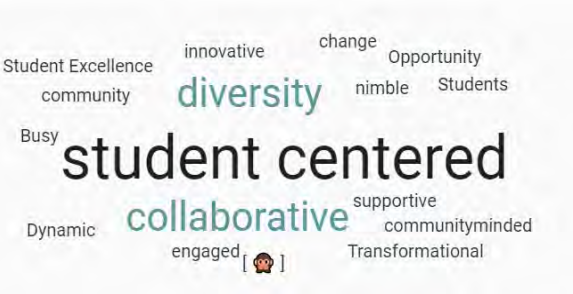 change
innovative
Opportunity
Student Excellence
nimble Students
community diversity
Busy
student centered
supportive
collaborative communityminded
Dynamic
engaged [ 🙊 ] Transformational